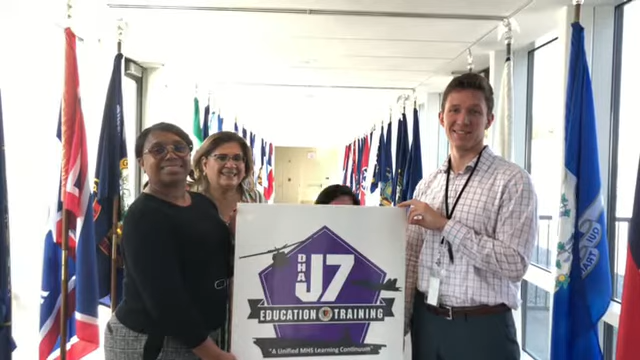 DHA
J7
EDUCATION TRAINING
"A Unified MHS Learning Continuum"